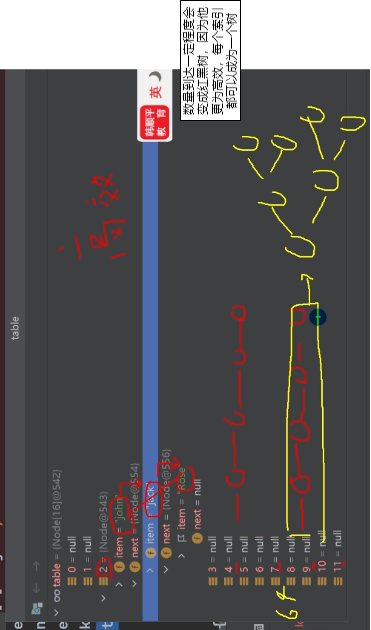 数量到达一定程度会
变成红黑树，因为他
更为高效，每个索引
都可以成为一个树
英
韩顺平
教育
高效
table
table = {Node[16]@542}
0 = null
1 = null
2 = {Node@543}
item = "john"
next = {Node@554}
item = "jack"
next = {Node@556}
item = "Rose"
next = null
3 = null
4 = null
5 = null
6 = null
7 = null
8 = null
9 = null
10 = null
11 = null
64